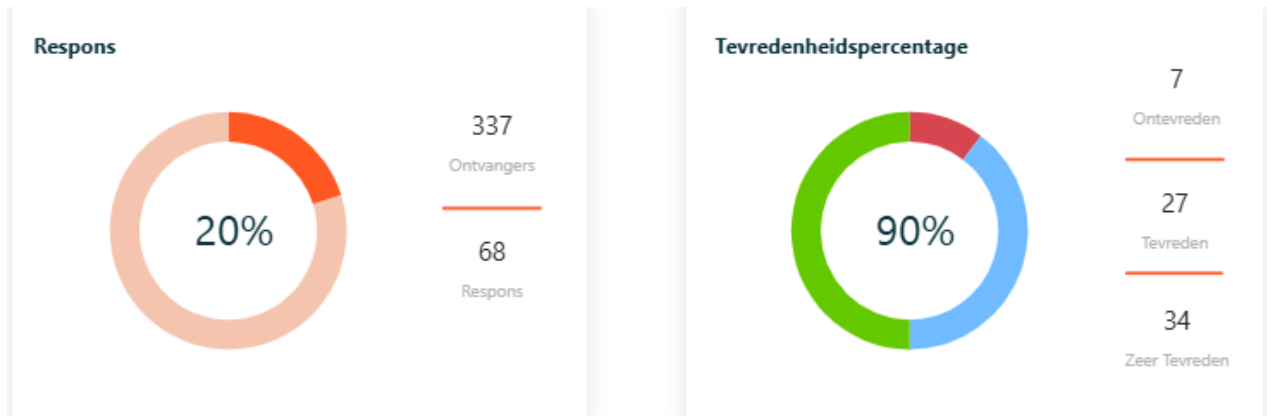 Respons
337
Ontvangers
20%
68
Respons
Tevredenheidspercentage
7
Ontevreden
90%
27
Tevreden
34
Zeer Tevreden